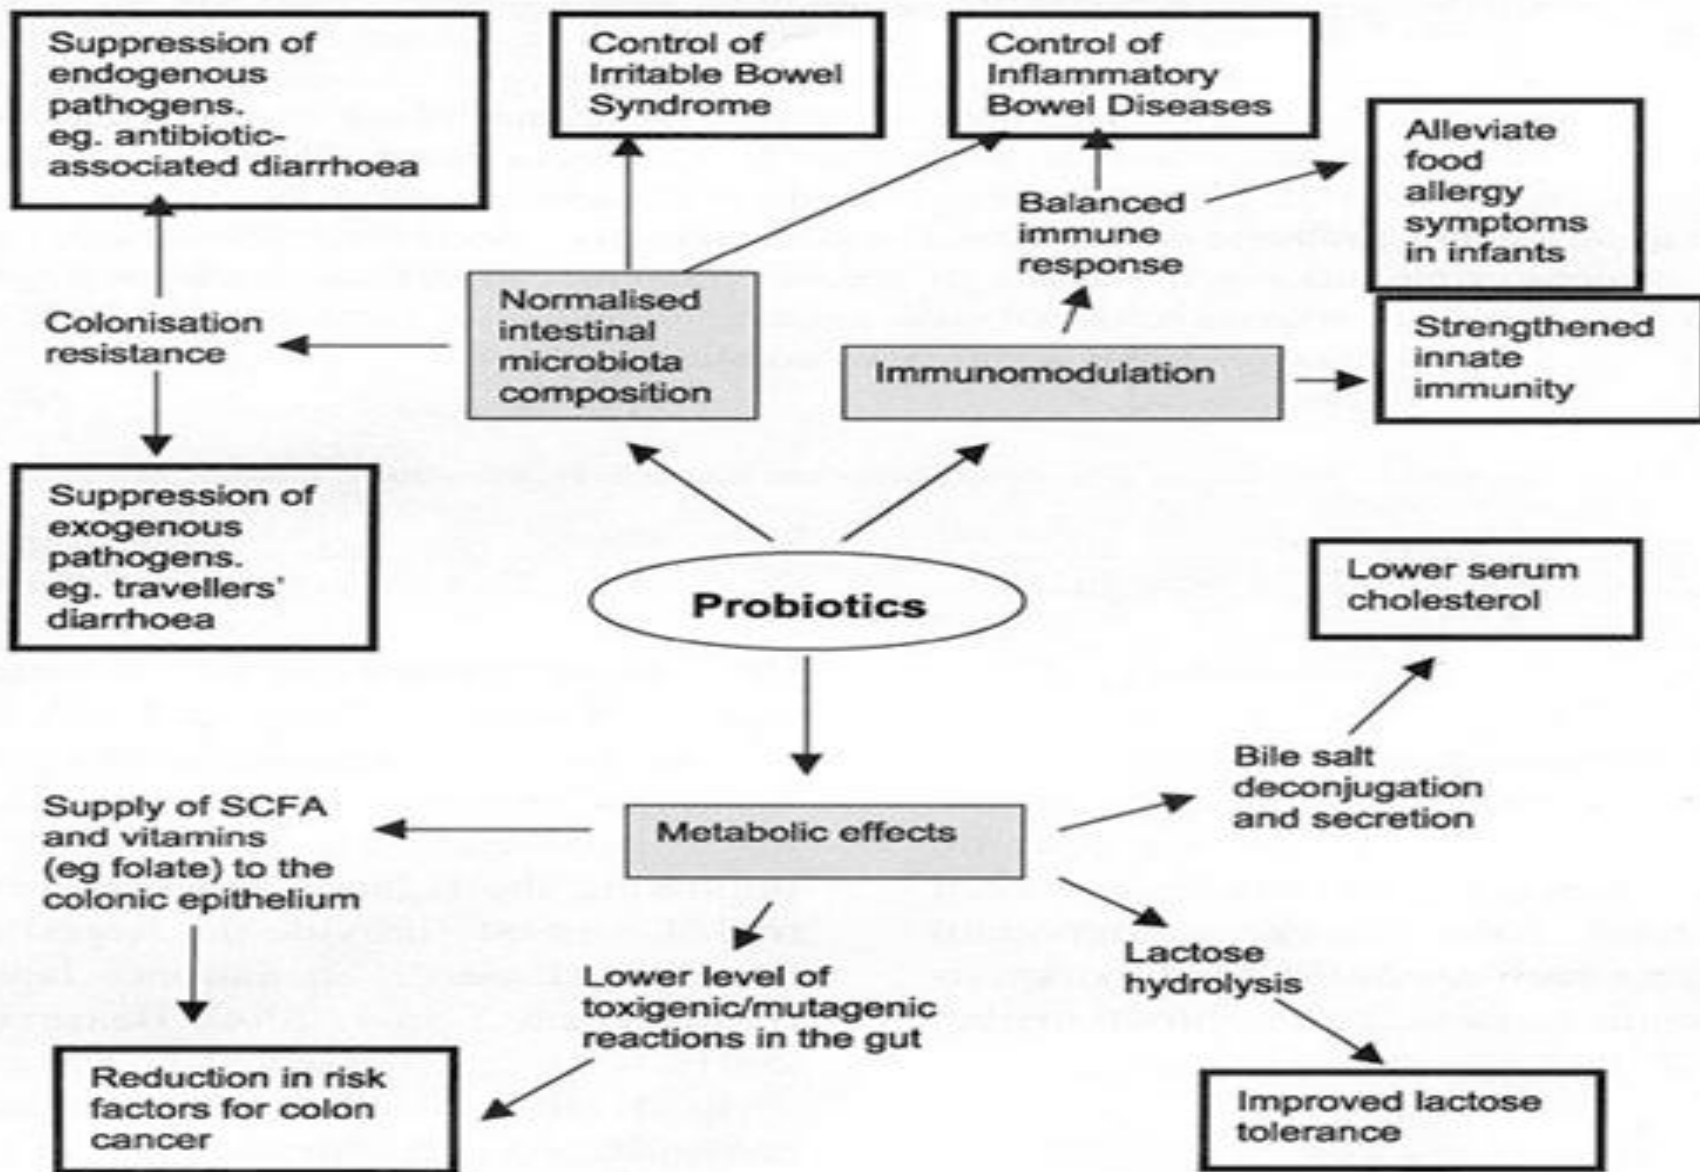 Suppression of
endogenous
pathogens.
eg. antibiotic-
associated diarrhoea
Control of
Irritable Bowel
Syndrome
Control of
Inflammatory
Bowel Diseases
Alleviate
food
allergy
symptoms
in infants
Balanced
immune
response
Colonisation
resistance
Normalised
intestinal
microbiota
composition
Immunomodulation
Strengthened
innate
immunity
Suppression of
exogenous
pathogens.
eg. travellers'
diarrhoea
Probiotics
Lower serum
cholesterol
Bile salt
deconjugation
and secretion
Supply of SCFA
and vitamins
(eg folate) to the
colonic epithelium
Metabolic effects
Lower level of
toxigenic/mutagenic
reactions in the gut
Lactose
hydrolysis
Reduction in risk
factors for colon
cancer
Improved lactose
tolerance